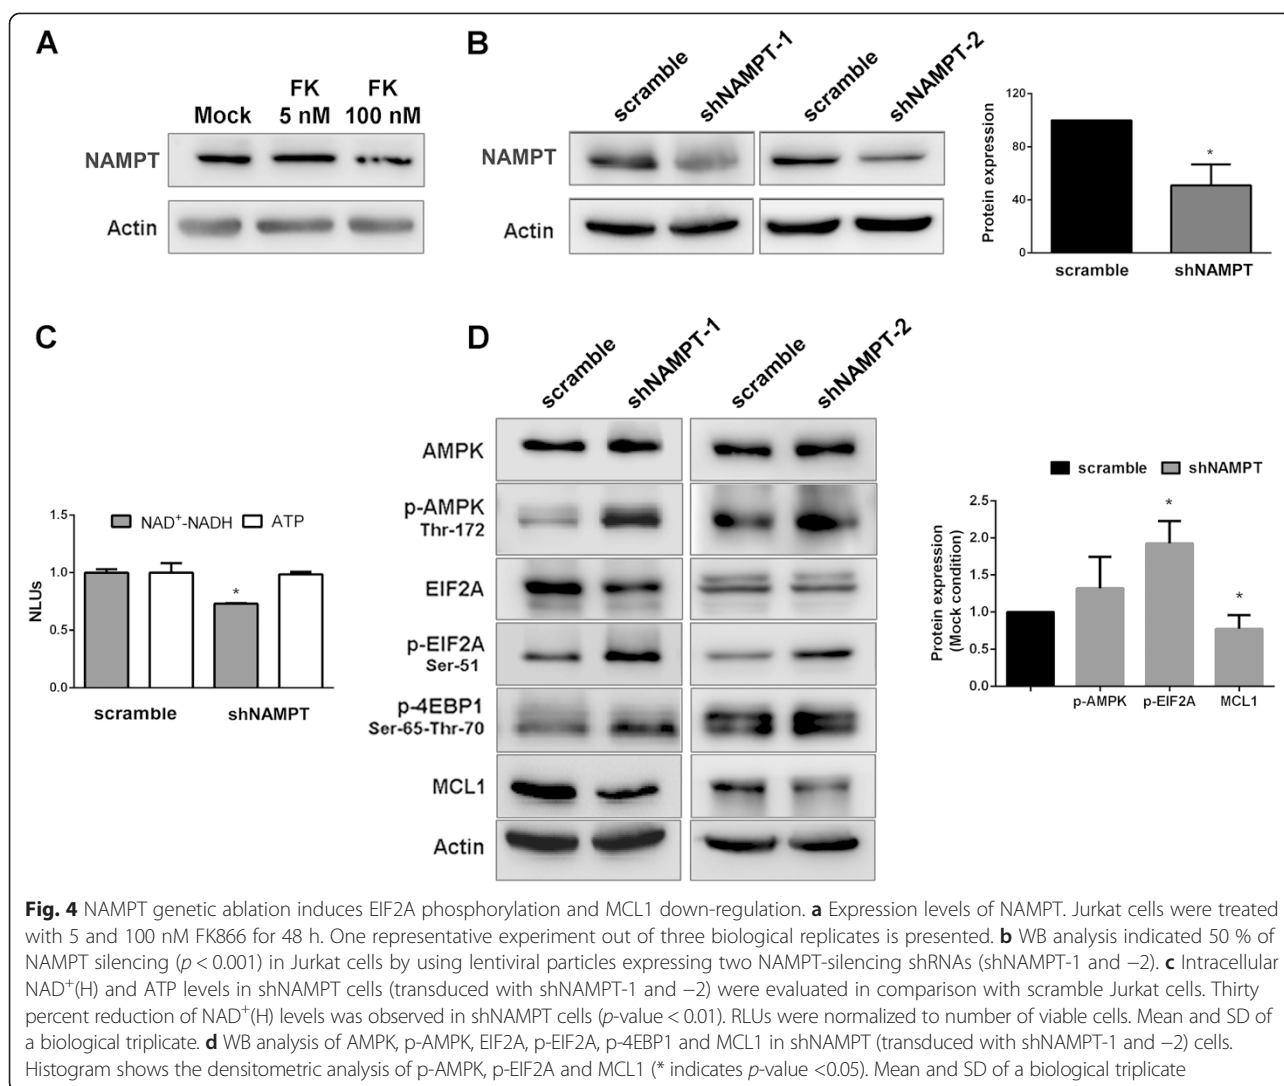 A
Mock
FK
5 nM
FK
100 nM
NAMPT
Actin
B
scramble
shNAMPT-1
scramble
shNAMPT-2
NAMPT
Actin
Protein expression
120
80
40
0
*
scramble
shNAMPT
C
NLUs
1.5
1.0
0.5
0.0
NAD+-NADH
ATP
*
scramble
shNAMPT
D
scramble
shNAMPT-1
scramble
shNAMPT-2
AMPK
p-AMPK
Thr-172
EIF2A
p-EIF2A
Ser-51
p-4EBP1
Ser-65-Thr-70
MCL1
Actin
scramble
shNAMPT
Protein expression
(Mock condition)
2.5
2.0
1.5
1.0
0.5
0.0
*
*
p-AMPK
p-EIF2A
MCL1
Fig. 4 NAMPT genetic ablation induces EIF2A phosphorylation and MCL1 down-regulation. a Expression levels of NAMPT. Jurkat cells were treated
with 5 and 100 nM FK866 for 48 h. One representative experiment out of three biological replicates is presented. b WB analysis indicated 50 % of
NAMPT silencing (p < 0.001) in Jurkat cells by using lentiviral particles expressing two NAMPT-silencing shRNAs (shNAMPT-1 and −2). c Intracellular
NAD+(H) and ATP levels in shNAMPT cells (transduced with shNAMPT-1 and −2) were evaluated in comparison with scramble Jurkat cells. Thirty
percent reduction of NAD+(H) levels was observed in shNAMPT cells (p-value < 0.01). RLUs were normalized to number of viable cells. Mean and SD of
a biological triplicate. d WB analysis of AMPK, p-AMPK, EIF2A, p-EIF2A, p-4EBP1 and MCL1 in shNAMPT (transduced with shNAMPT-1 and −2) cells.
Histogram shows the densitometric analysis of p-AMPK, p-EIF2A and MCL1 (* indicates p-value <0.05). Mean and SD of a biological triplicate